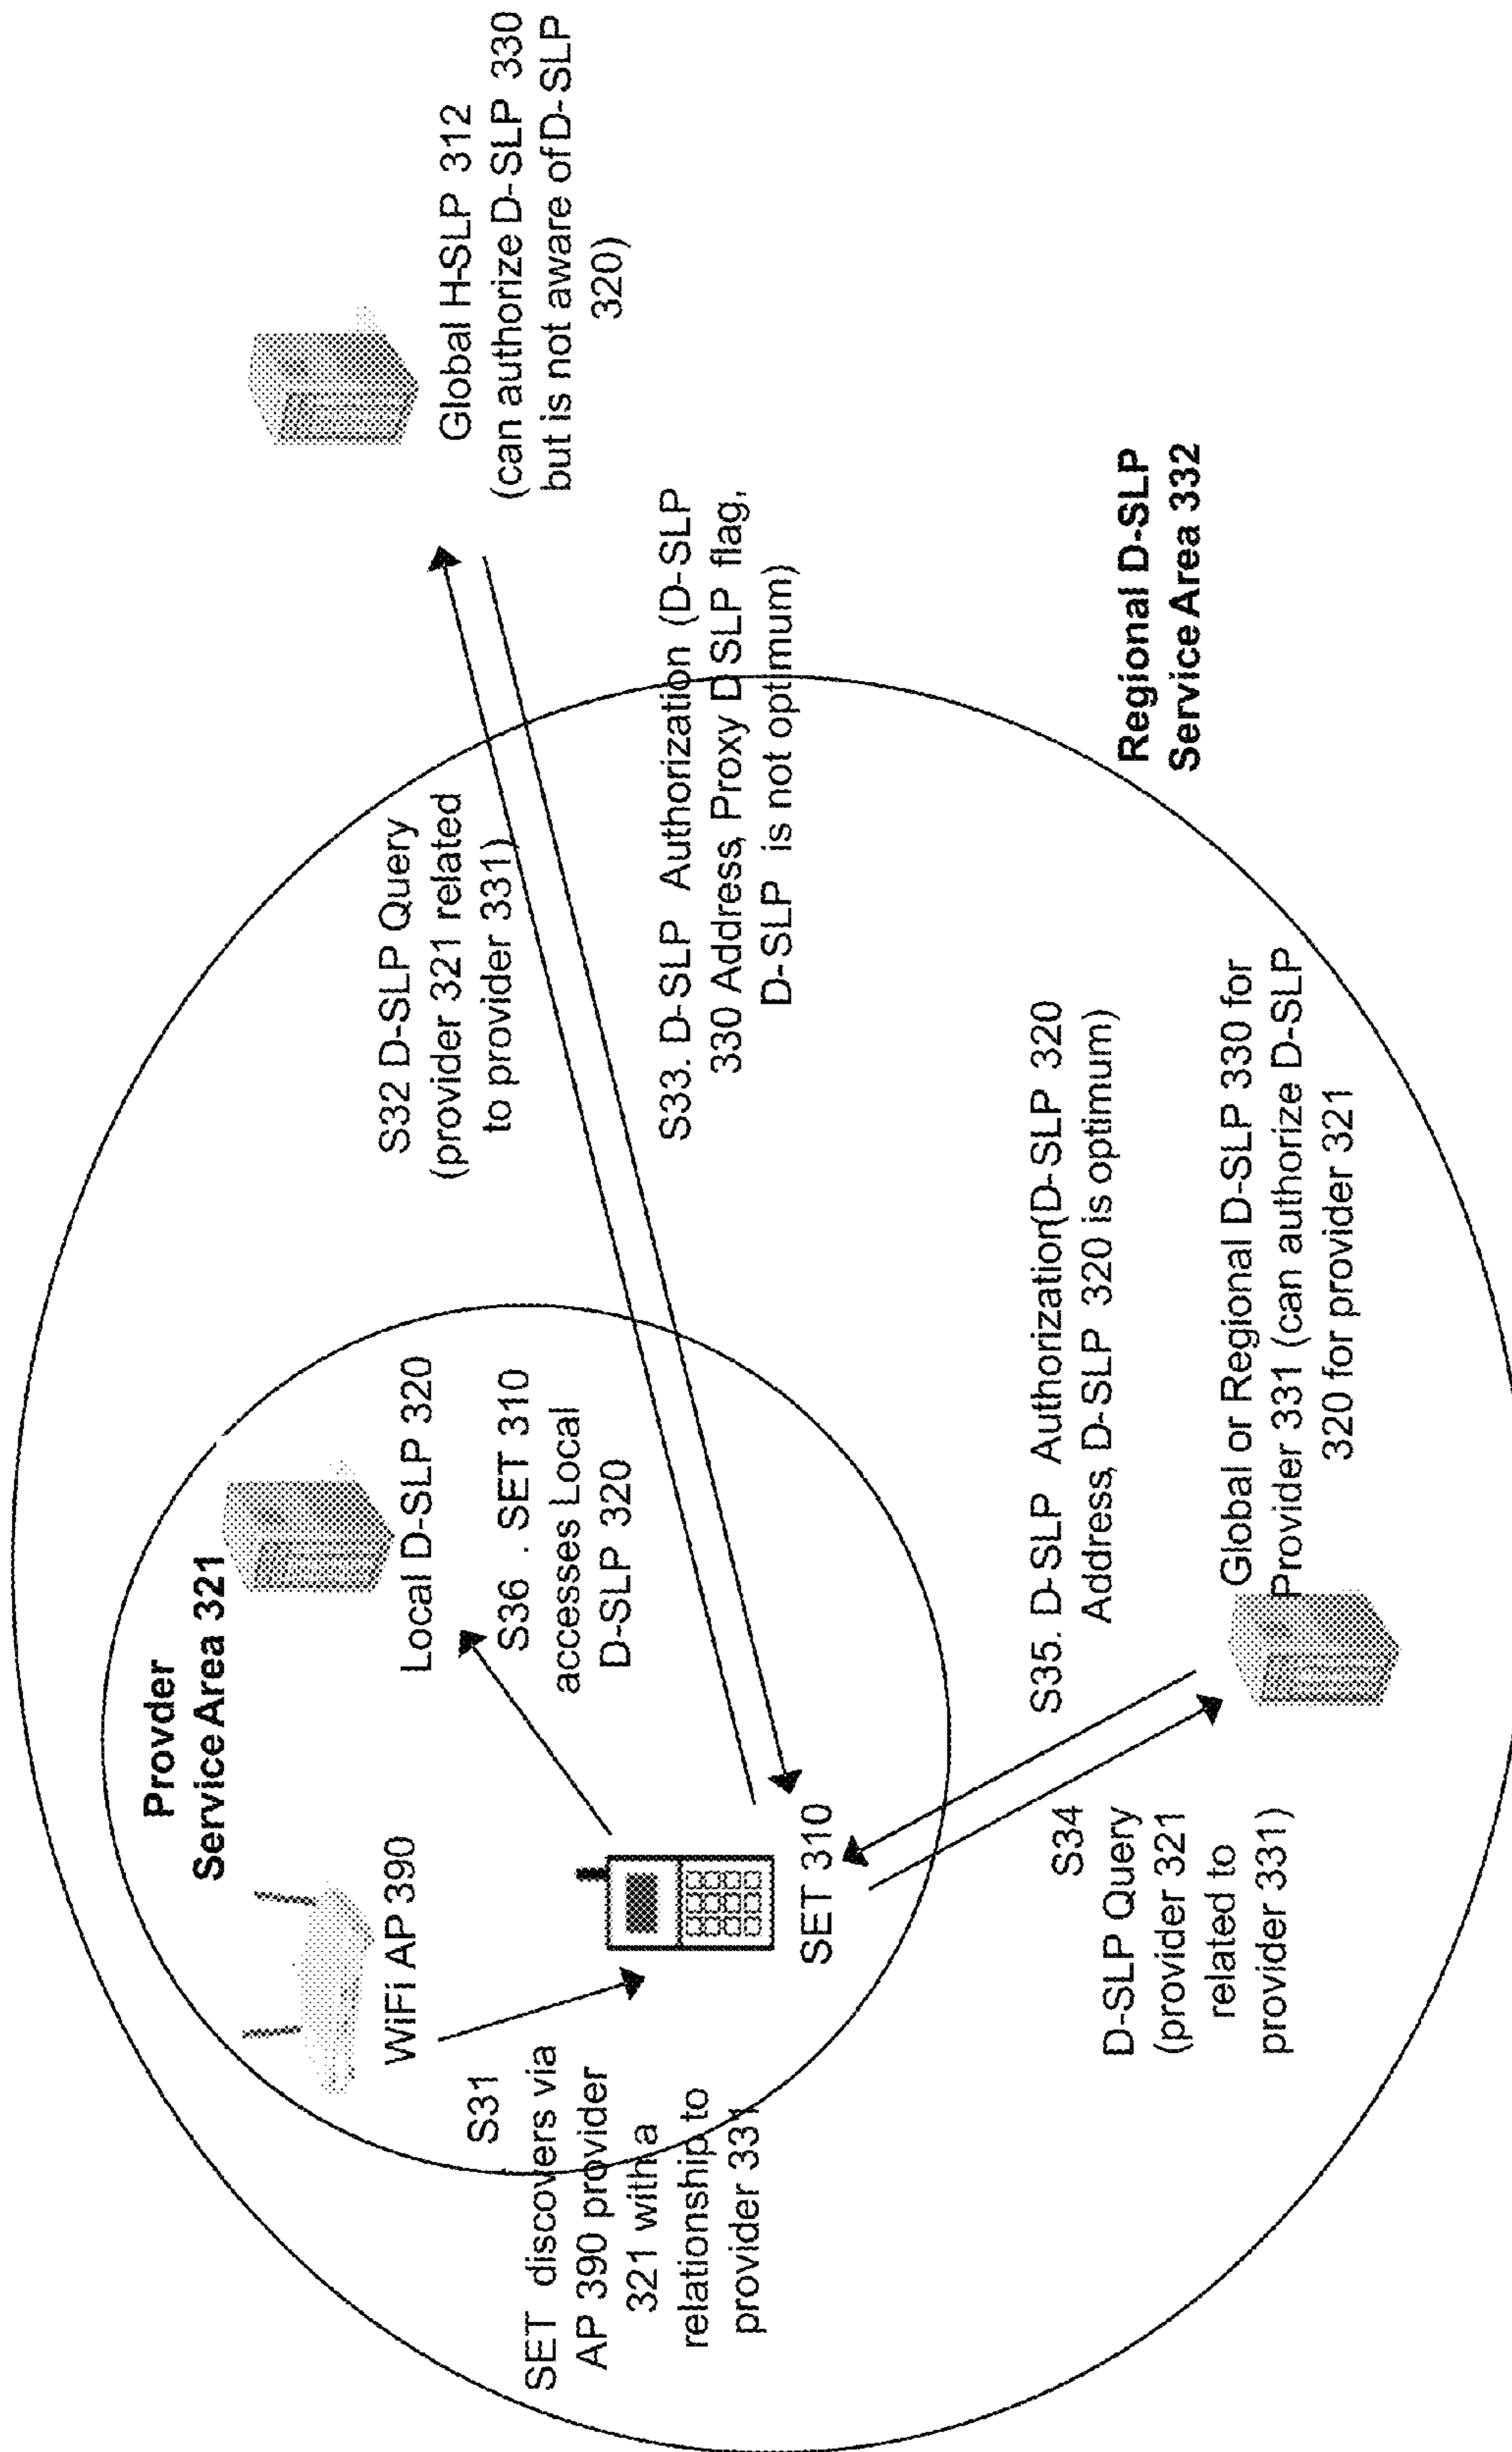 Provder
Service Area 321
WiFi AP 390
Local D-SLP 320
S36 . SET 310
accesses Local
D-SLP 320
S31
SET discovers via
AP 390 provider
321 with a
relationship to
provider 331
SET 310
S32 D-SLP Query
(provider 321 related
to provider 331)
Global H-SLP 312
(can authorize D-SLP 330
but is not aware of D-SLP
320)
S33. D-SLP Authorization (D-SLP
330 Address, Proxy D SLP flag,
D-SLP is not optimum)
S34
D-SLP Query
(provider 321
related to
provider 331)
S35. D-SLP Authorization(D-SLP 320
Address, D-SLP 320 is optimum)
Global or Regional D-SLP 330 for
Provider 331 (can authorize D-SLP
320 for provider 321
Regional D-SLP
Service Area 332